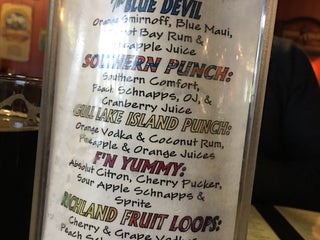 The BLUE DEVIL
Orange Smirnoff, Blue Maui,
Parrot Bay Rum &
Pineapple Juice
SOUTHERN PUNCH:
Southern Comfort,
Peach Schnapps, OJ, &
Cranberry Juice
GULL LAKE ISLAND PUNCH:
Orange Vodka & Coconut Rum,
Pineapple & Orange Juices
F'N YUMMY:
Absolut Citron, Cherry Pucker,
Sour Apple Schnapps &
Sprite
RICHLAND FRUIT LOOPS:
Cherry & Grape Vodka,
Peach